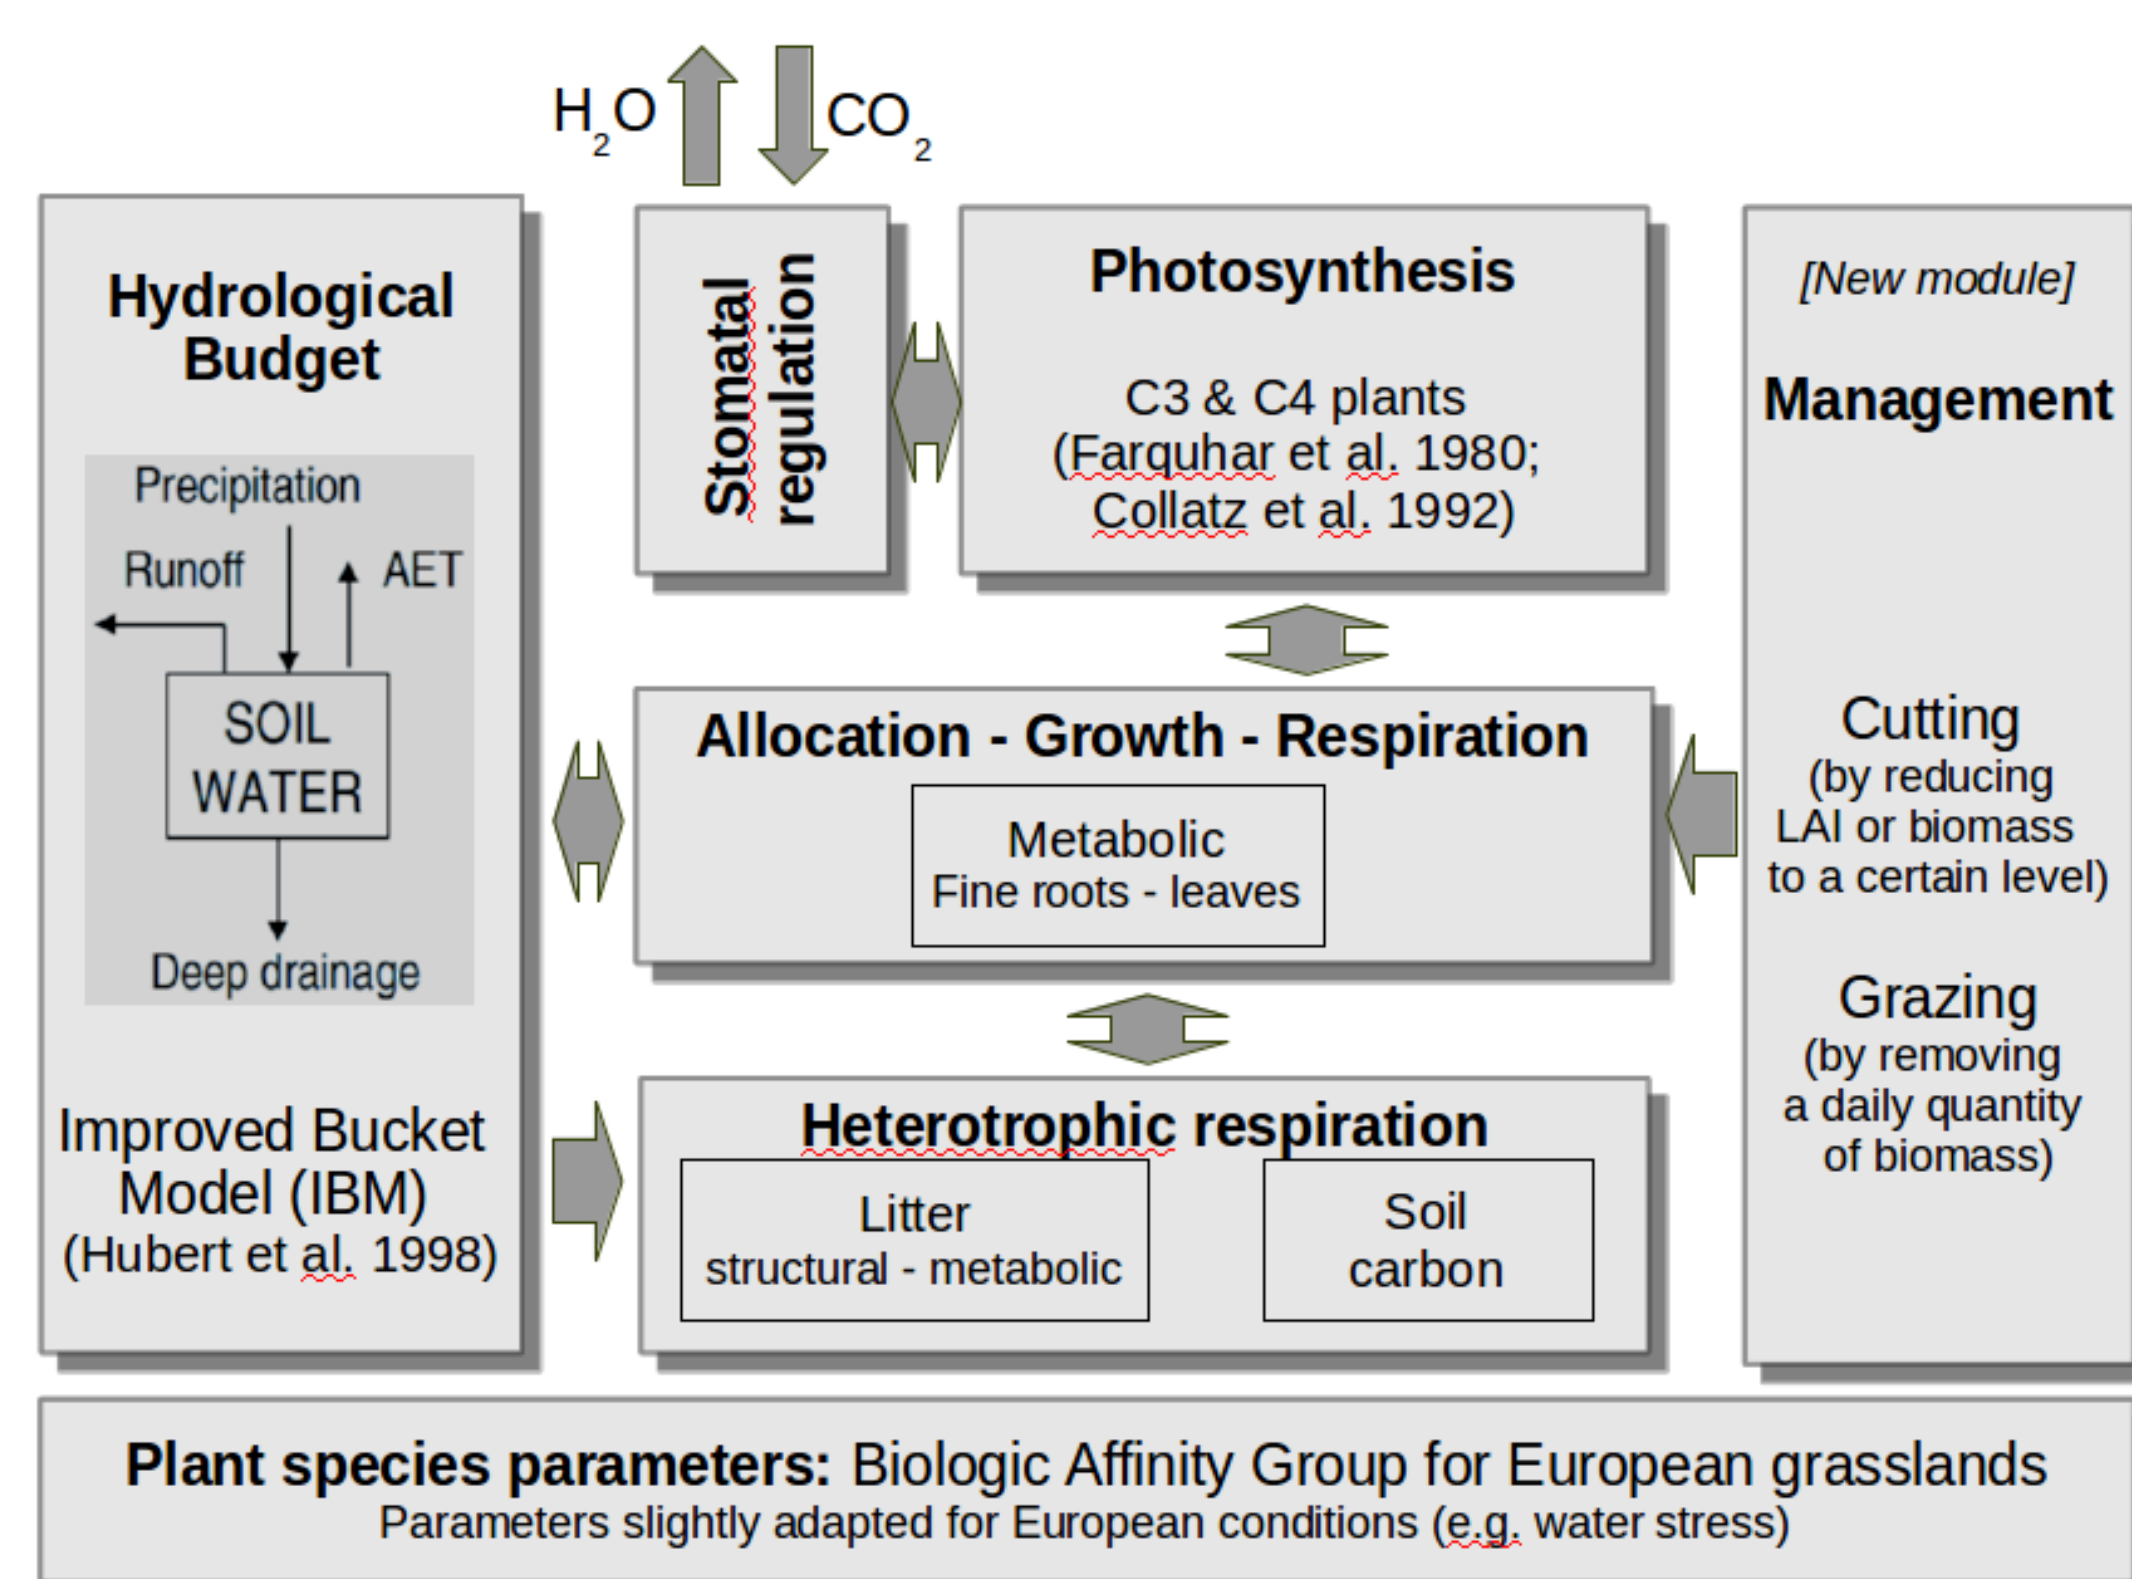 H2O
CO2
Hydrological
Budget
Precipitation
Runoff
AET
SOIL
WATER
Deep drainage
Improved Bucket
Model (IBM)
(Hubert et al. 1998)
Stomatal
regulation
Photosynthesis
C3 & C4 plants
(Farquhar et al. 1980;
Collatz et al. 1992)
Allocation - Growth - Respiration
Metabolic
Fine roots - leaves
Heterotrophic respiration
Litter
structural - metabolic
Soil
carbon
[New module]
Management
Cutting
(by reducing
LAI or biomass
to a certain level)
Grazing
(by removing
a daily quantity
of biomass)
Plant species parameters: Biologic Affinity Group for European grasslands
Parameters slightly adapted for European conditions (e.g. water stress)